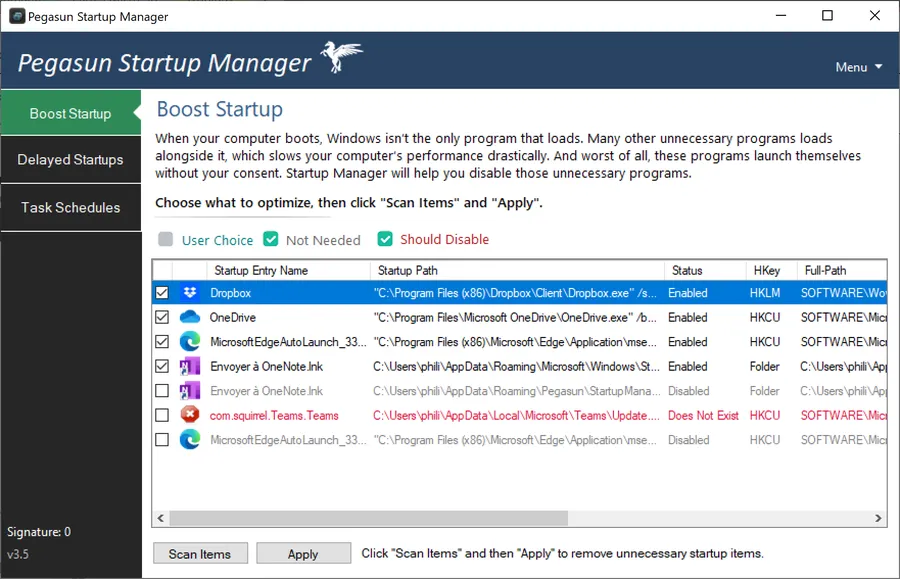 Pegasun Startup Manager
Pegasun Startup Manager
Menu
Boost Startup
Delayed Startups
Task Schedules
Boost Startup
When your computer boots, Windows isn't the only program that loads. Many other unnecessary programs loads
alongside it, which slows your computer's performance drastically. And worst of all, these programs launch themselves
without your consent. Startup Manager will help you disable those unnecessary programs.
Choose what to optimize, then click "Scan Items" and "Apply".
User Choice Not Needed Should Disable
Startup Entry Name Startup Path Status HKey Full-Path
Dropbox "C:\Program Files (x86)\Dropbox\Client\Dropbox.exe" /s... Enabled HKLM SOFTWARE\Wow
OneDrive "C:\Program Files\Microsoft OneDrive\OneDrive.exe" /b... Enabled HKCU SOFTWARE\Micr
MicrosoftEdgeAutoLaunch_33... "C:\Program Files (x86)\Microsoft\Edge\Application\mse... Enabled HKCU SOFTWARE\Micr
Envoyer à OneNote.lnk C:\Users\phili\AppData\Roaming\Microsoft\Windows\St... Enabled Folder C:\Users\phili\App
Envoyer à OneNote.lnk C:\Users\phili\AppData\Roaming\Pegasun\StartupMana... Disabled Folder C:\Users\phili\App
com.squirrel.Teams.Teams C:\Users\phili\AppData\Local\Microsoft\Teams\Update.... Does Not Exist HKCU SOFTWARE\Micr
MicrosoftEdgeAutoLaunch_33... "C:\Program Files (x86)\Microsoft\Edge\Application\mse... Disabled HKCU SOFTWARE\Micr
Signature: 0
v3.5
Scan Items Apply Click "Scan Items" and then "Apply" to remove unnecessary startup items.